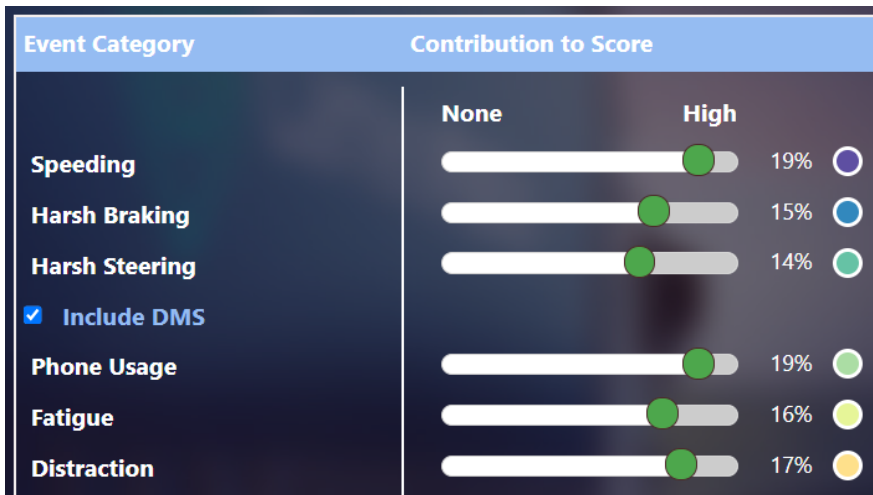 Event Category Contribution to Score
None High
Speeding 19%
Harsh Braking 15%
Harsh Steering 14%
Include DMS
Phone Usage 19%
Fatigue 16%
Distraction 17%